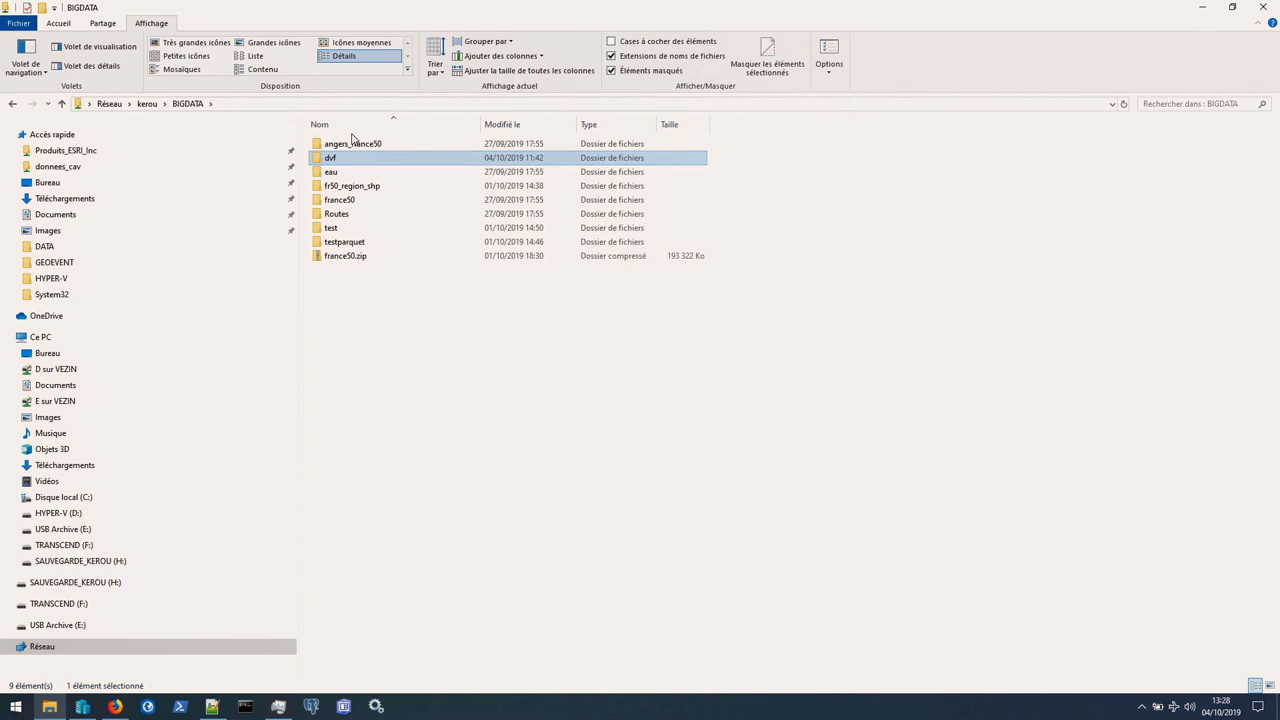 BIGDATA
Fichier Accueil Partage Affichage
Volet de navigation
Volet de visualisation
Volet des détails
Volets
Très grandes icônes Grandes icônes Icônes moyennes
Petites icônes Liste Détails
Mosaïques Contenu
Disposition
Trier par
Grouper par
Ajouter des colonnes
Ajuster la taille de toutes les colonnes
Affichage actuel
Cases à cocher des éléments
Extensions de noms de fichiers
Éléments masqués
Masquer les éléments sélectionnés
Afficher/Masquer
Options
Réseau kerou BIGDATA
Rechercher dans : BIGDATA
Accès rapide
Produits_ESRI_Inc
donnees_cav
Bureau
Téléchargements
Documents
Images
DATA
GEOEVENT
HYPER-V
System32
OneDrive
Ce PC
Bureau
D sur VEZIN
Documents
E sur VEZIN
Images
Musique
Objets 3D
Téléchargements
Vidéos
Disque local (C:)
HYPER-V (D:)
USB Archive (E:)
TRANSCEND (F:)
SAUVEGARDE_KEROU (H:)
SAUVEGARDE_KEROU (H:)
TRANSCEND (F:)
USB Archive (E:)
Réseau
Nom Modifié le Type Taille
angers_france50 27/09/2019 17:55 Dossier de fichiers
dvf 04/10/2019 11:42 Dossier de fichiers
eau 27/09/2019 17:55 Dossier de fichiers
fr50_region_shp 01/10/2019 14:38 Dossier de fichiers
france50 27/09/2019 17:55 Dossier de fichiers
Routes 27/09/2019 17:55 Dossier de fichiers
test 01/10/2019 14:50 Dossier de fichiers
testparquet 01/10/2019 14:46 Dossier de fichiers
france50.zip 01/10/2019 18:30 Dossier compressé 193 322 Ko
9 élément(s) 1 élément sélectionné
13:28
04/10/2019